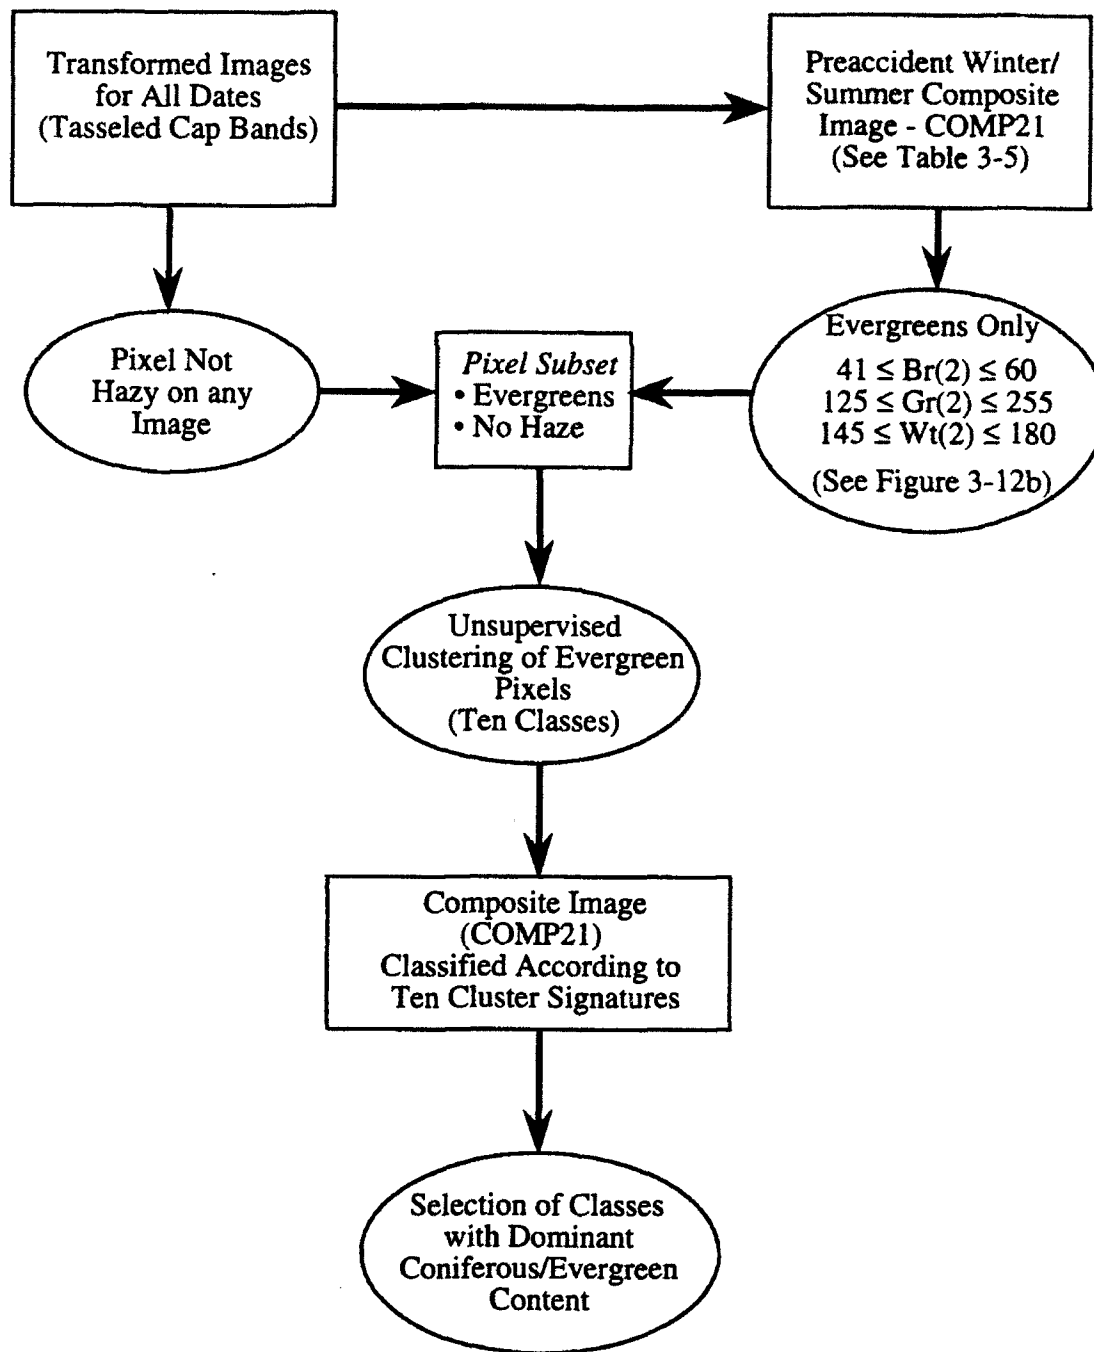 Transformed Images
for All Dates
(Tasseled Cap Bands)
Preaccident Winter/
Summer Composite
Image - COMP21
(See Table 3-5)
Pixel Not
Hazy on any
Image
Pixel Subset
• Evergreens
• No Haze
Evergreens Only
41 ≤ Br(2) ≤ 60
125 ≤ Gr(2) ≤ 255
145 ≤ Wt(2) ≤ 180
(See Figure 3-12b)
Unsupervised
Clustering of Evergreen
Pixels
(Ten Classes)
Composite Image
(COMP21)
Classified According to
Ten Cluster Signatures
Selection of Classes
with Dominant
Coniferous/Evergreen
Content